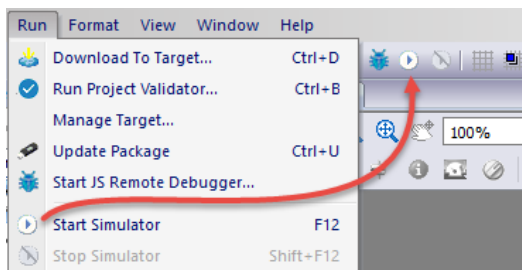 Run Format View Window Help
Download To Target... Ctrl+D
Run Project Validator... Ctrl+B
Manage Target...
Update Package Ctrl+U
Start JS Remote Debugger...
100%
Start Simulator F12
Stop Simulator Shift+F12